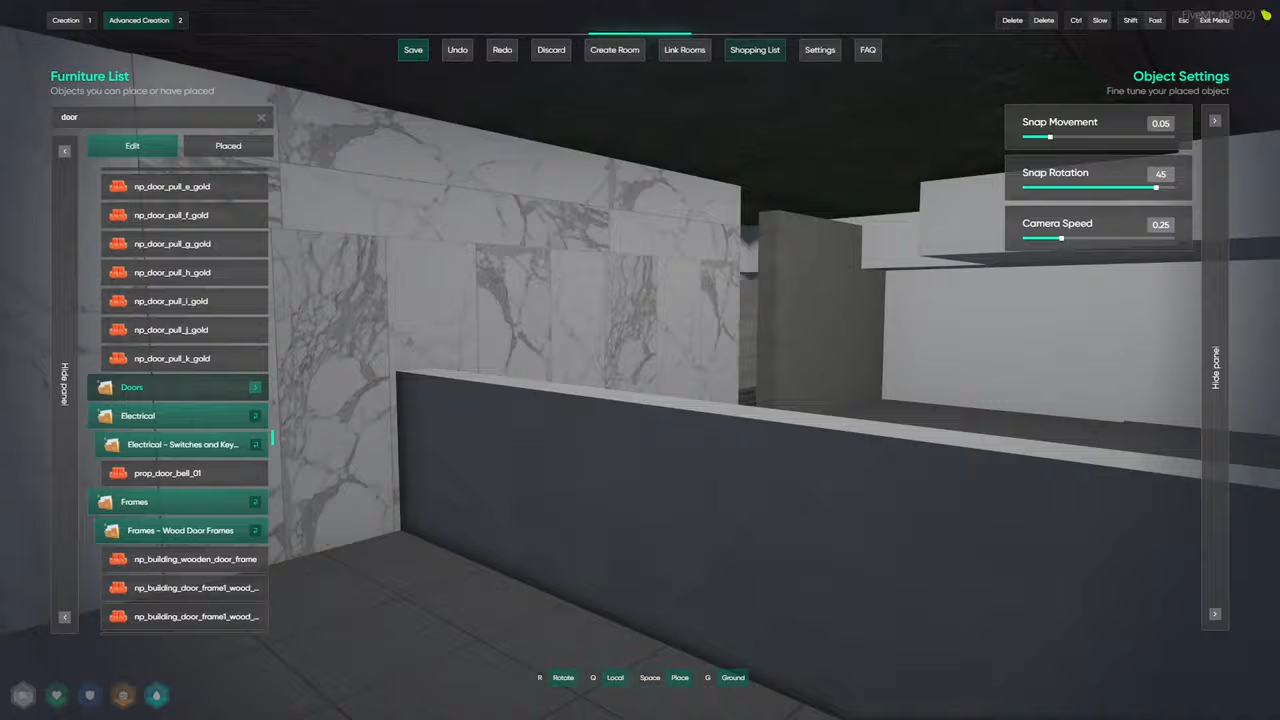 Creation 1 Advanced Creation 2
Delete Delete Ctrl Slow Shift Fast Esc Exit Menu
Save Undo Redo Discard Create Room Link Rooms Shopping List Settings FAQ
Furniture List
Objects you can place or have placed
door
Edit Placed
np_door_pull_e_gold
np_door_pull_f_gold
np_door_pull_g_gold
np_door_pull_h_gold
np_door_pull_i_gold
np_door_pull_j_gold
np_door_pull_k_gold
Doors
Electrical
Electrical - Switches and Key...
prop_door_bell_01
Frames
Frames - Wood Door Frames
np_building_wooden_door_frame
np_building_door_frame1_wood_...
np_building_door_frame1_wood_...
Hide panel
Object Settings
Fine tune your placed object
Snap Movement 0.05
Snap Rotation 45
Camera Speed 0.25
Hide panel
R Rotate Q Local Space Place G Ground